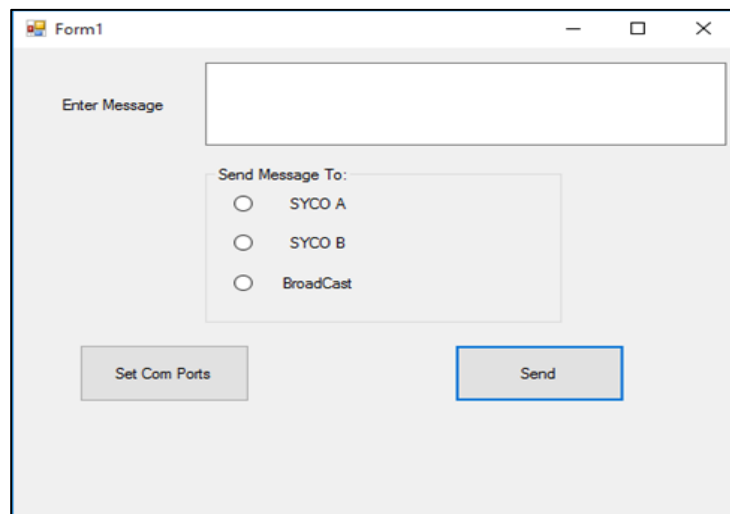 Form1
Enter Message
Send Message To:
SYCO A
SYCO B
BroadCast
Set Com Ports
Send